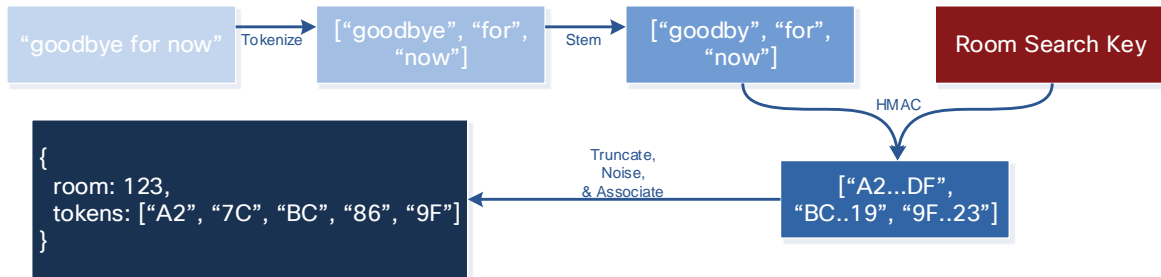 “goodbye for now”
Tokenize
[“goodbye”, “for”,
“now”]
Stem
[“goodby”, “for”,
“now”]
Room Search Key
HMAC
[“A2...DF”,
“BC..19”, “9F..23”]
Truncate,
Noise,
& Associate
{
room: 123,
tokens: [“A2”, “7C”, “BC”, “86”, “9F”]
}